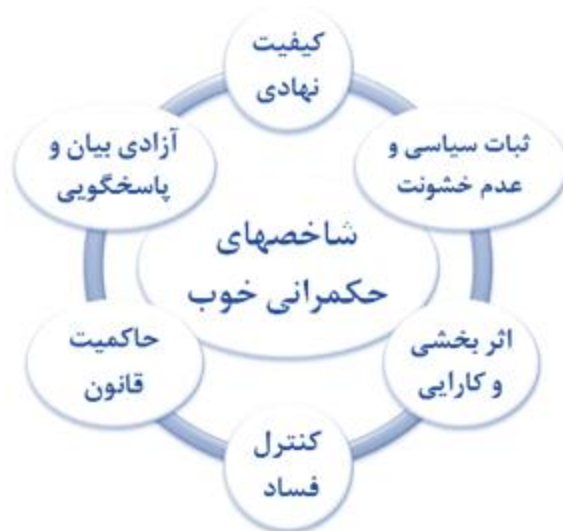 کیفیت
نهادی
ثبات سیاسی و
عدم خشونت
اثر بخشی
و کارایی
کنترل
فساد
حاکمیت
قانون
آزادی بیان و
پاسخگویی
شاخصهای
حکمرانی خوب